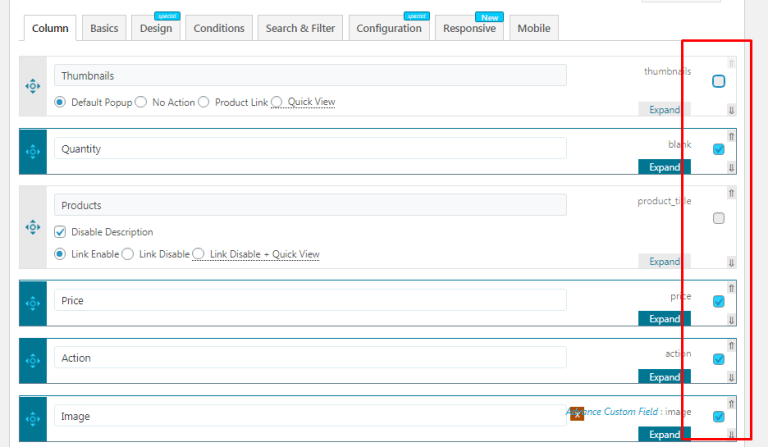 special special New
Column Basics Design Conditions Search & Filter Configuration Responsive Mobile
Thumbnails thumbnails
Default Popup No Action Product Link Quick View
Expand
Quantity blank
Expand
Products product_title
Disable Description
Link Enable Link Disable Link Disable + Quick View
Expand
Price price
Expand
Action action
Expand
Image x Advance Custom Field : image
Expand